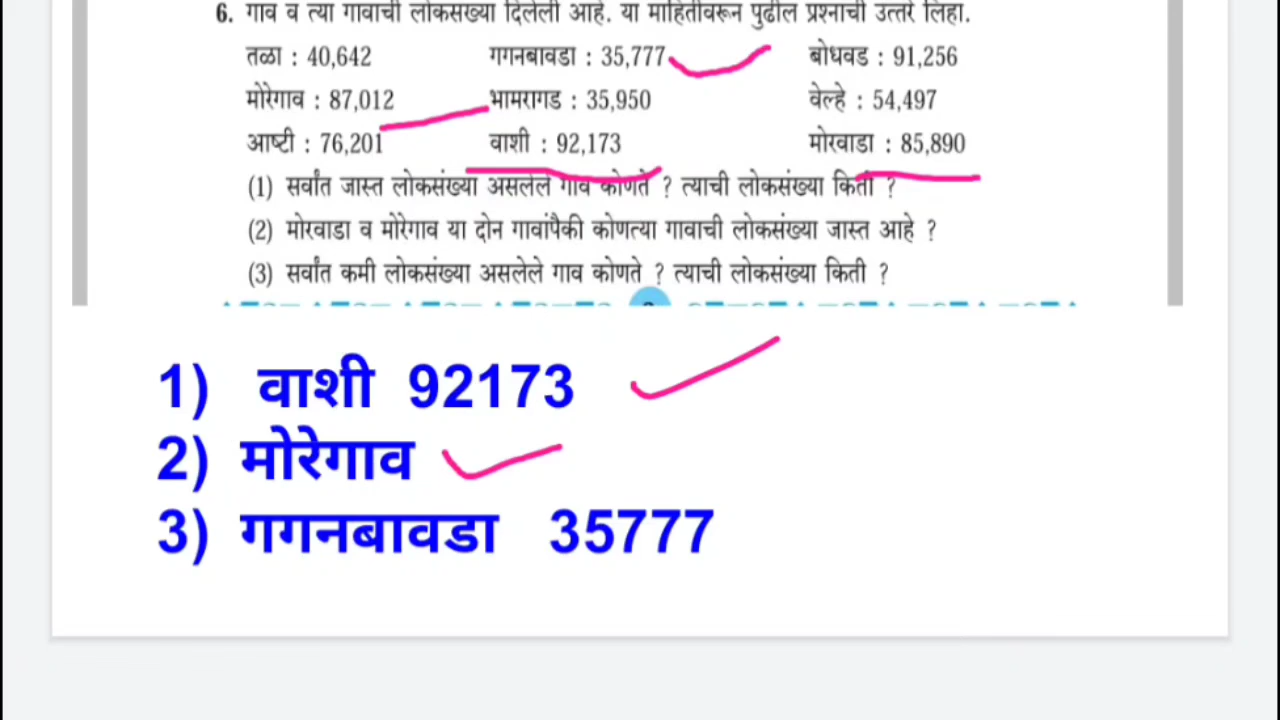 6. गाव व त्या गावाची लोकसंख्या दिलेली आहे. या माहितीवरून पुढील प्रश्नांची उत्तरे लिहा.
तळा : 40,642 गगनबावडा : 35,777 बोधवड : 91,256
मोरेगाव : 87,012 भामरागड : 35,950 वेल्हे : 54,497
आष्टी : 76,201 वाशी : 92,173 मोरवाडा : 85,890
(1) सर्वांत जास्त लोकसंख्या असलेले गाव कोणते ? त्याची लोकसंख्या किती ?
(2) मोरवाडा व मोरेगाव या दोन गावांपैकी कोणत्या गावाची लोकसंख्या जास्त आहे ?
(3) सर्वांत कमी लोकसंख्या असलेले गाव कोणते ? त्याची लोकसंख्या किती ?
1) वाशी 92173
2) मोरेगाव
3) गगनबावडा 35777